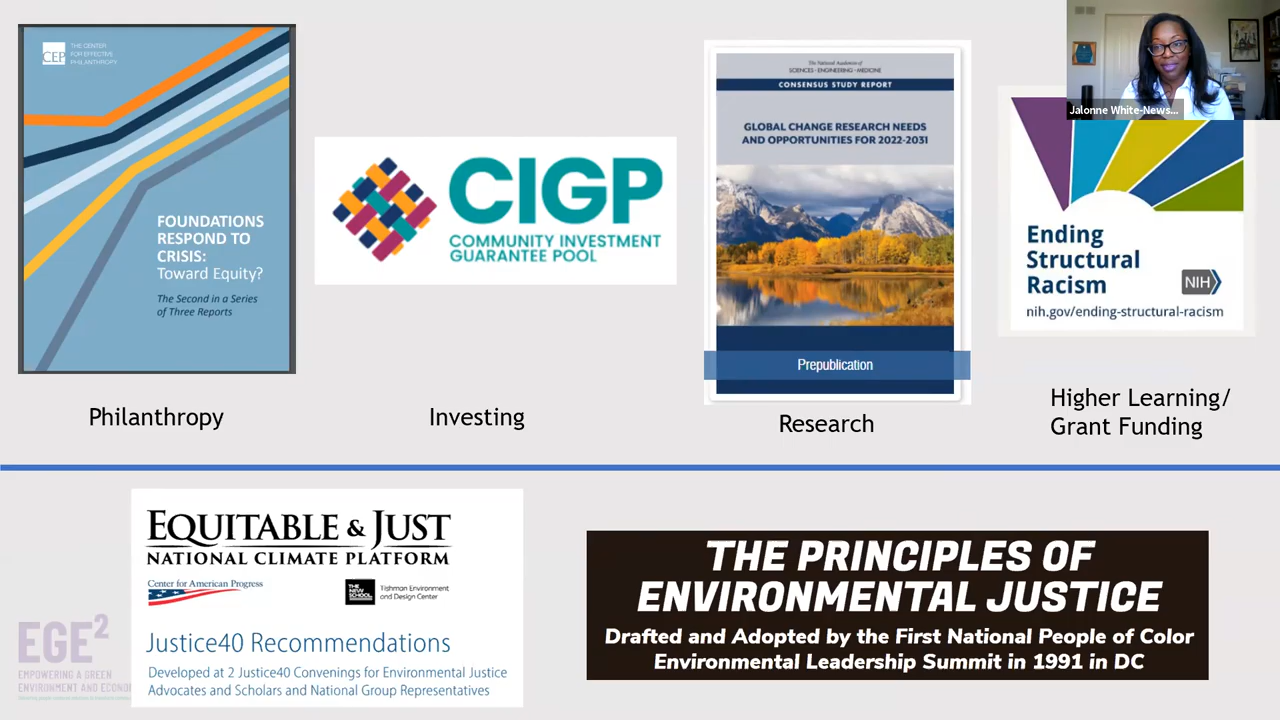 CEP
THE CENTER
FOR EFFECTIVE
PHILANTHROPY
FOUNDATIONS
RESPOND TO
CRISIS:
Toward Equity?
The Second in a Series
of Three Reports
Philanthropy
CIGP
COMMUNITY INVESTMENT
GUARANTEE POOL
Investing
The National Academies of
SCIENCES • ENGINEERING • MEDICINE
CONSENSUS STUDY REPORT
GLOBAL CHANGE RESEARCH NEEDS
AND OPPORTUNITIES FOR 2022-2031
Prepublication
Research
Jalonne White-News...
Ending
Structural
Racism
NIH
nih.gov/ending-structural-racism
Higher Learning/
Grant Funding
EQUITABLE & JUST
NATIONAL CLIMATE PLATFORM
Center for American Progress
THE
NEW
SCHOOL
Tishman Environment
and Design Center
Justice40 Recommendations
Developed at 2 Justice40 Convenings for Environmental Justice
Advocates and Scholars and National Group Representatives
EGE²
EMPOWERING A GREEN
ENVIRONMENT AND ECONO
THE PRINCIPLES OF
ENVIRONMENTAL JUSTICE
Drafted and Adopted by the First National People of Color
Environmental Leadership Summit in 1991 in DC